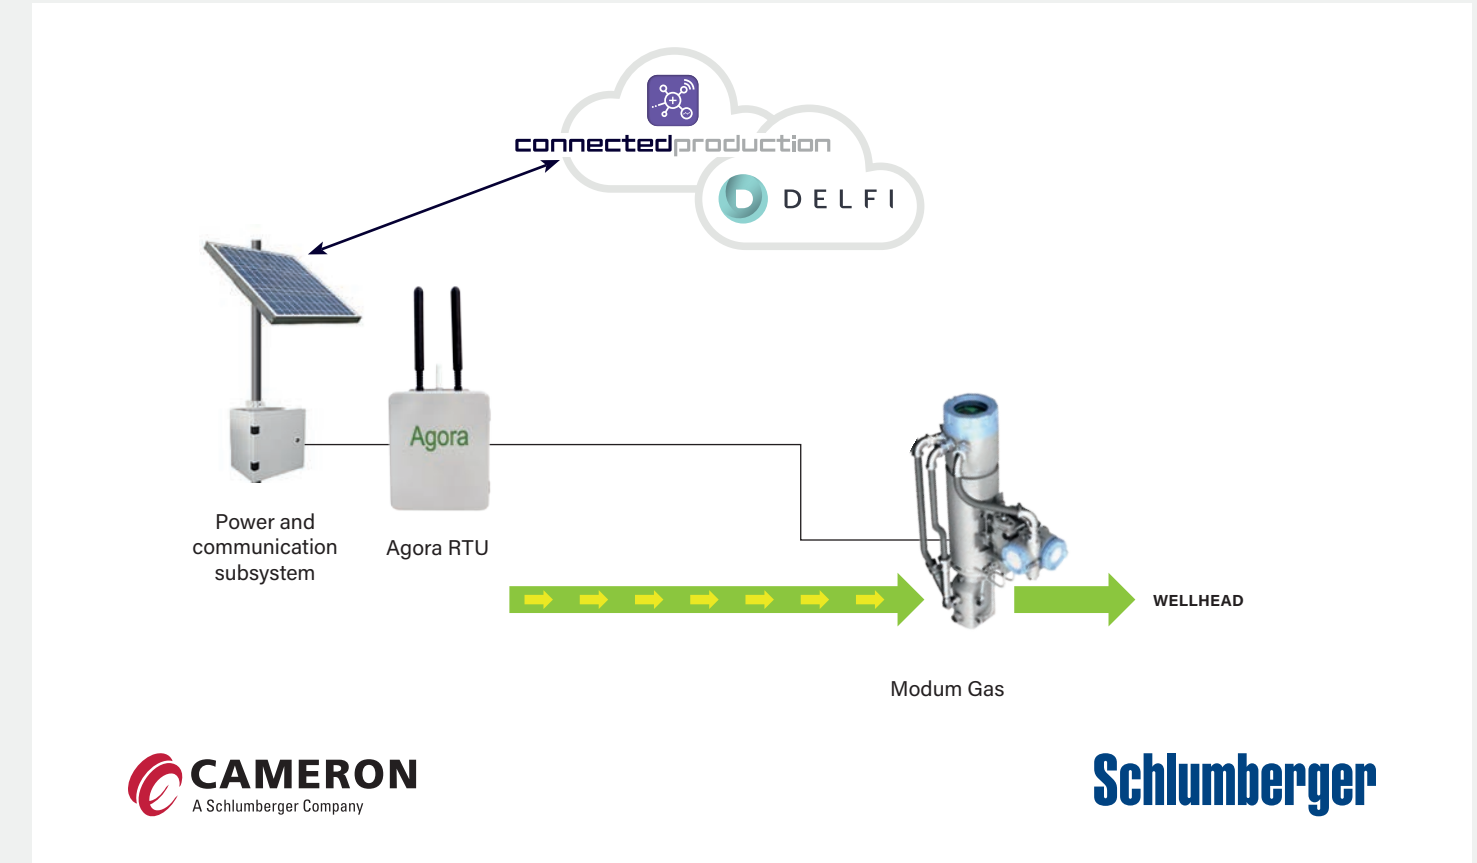 connectedproduction
DELFI
Agora
Power and
communication
subsystem
Agora RTU
WELLHEAD
Modum Gas
CAMERON
A Schlumberger Company
Schlumberger